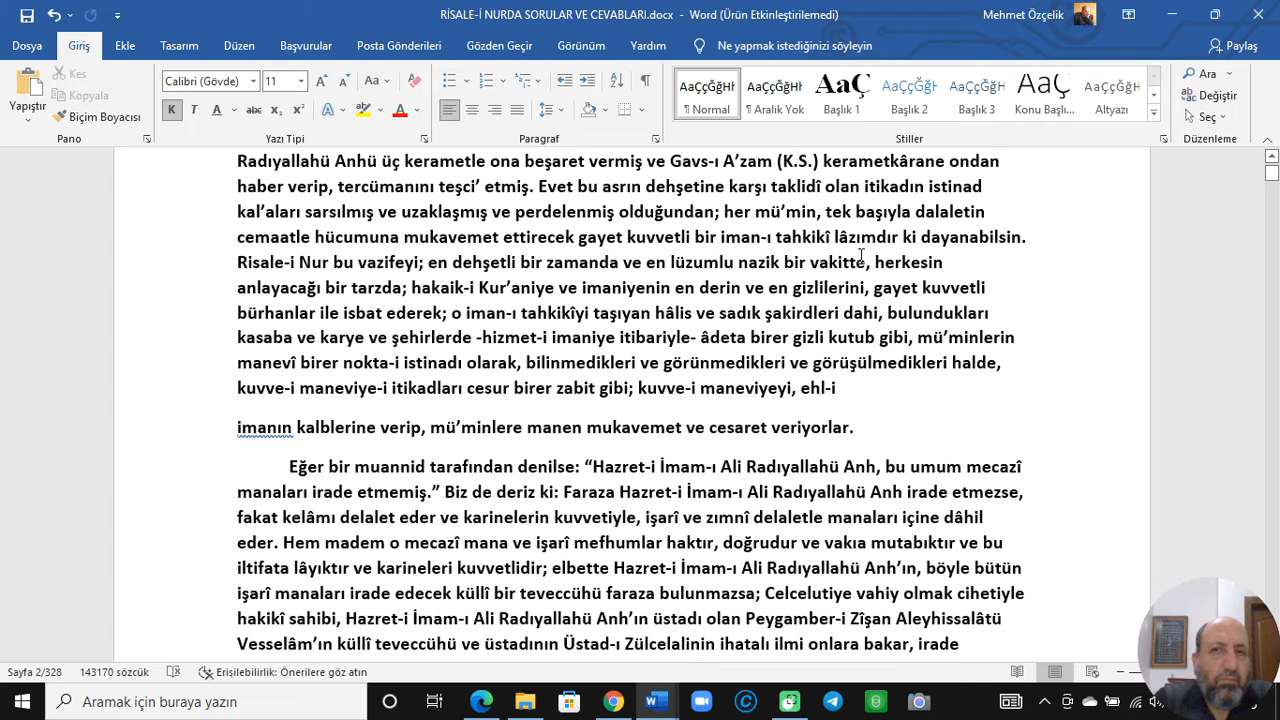 RİSALE-İ NURDA SORULAR VE CEVABLARI.docx - Word (Ürün Etkinleştirilemedi)
Mehmet Özçelik
Dosya Giriş Ekle Tasarım Düzen Başvurular Posta Gönderileri Gözden Geçir Görünüm Yardım Ne yapmak istediğinizi söyleyin Paylaş
Yapıştır
Kes
Kopyala
Biçim Boyacısı
Pano
Calibri (Gövde) 11
Yazı Tipi
Paragraf
AaÇçĞğH AaÇçĞğH AaÇ AaÇçĞğl AaÇçĞğH AaÇÇ AaÇçĞğH
¶ Normal ¶ Aralık Yok Başlık 1 Başlık 2 Başlık 3 Konu Başlı... Altyazı
Stiller
Ara
Değiştir
Seç
Düzenleme
Radıyallahü Anhü üç kerametle ona beşaret vermiş ve Gavs-ı A’zam (K.S.) kerametkârane ondan
haber verip, tercümanını teşci’ etmiş. Evet bu asrın dehşetine karşı taklidî olan itikadın istinad
kal’aları sarsılmış ve uzaklaşmış ve perdelenmiş olduğundan; her mü’min, tek başıyla dalaletin
cemaatle hücumuna mukavemet ettirecek gayet kuvvetli bir iman-ı tahkikî lâzımdır ki dayanabilsin.
Risale-i Nur bu vazifeyi; en dehşetli bir zamanda ve en lüzumlu nazik bir vakitte, herkesin
anlayacağı bir tarzda; hakaik-i Kur’aniye ve imaniyenin en derin ve en gizlilerini, gayet kuvvetli
bürhanlar ile isbat ederek; o iman-ı tahkikîyi taşıyan hâlis ve sadık şakirdleri dahi, bulundukları
kasaba ve karye ve şehirlerde -hizmet-i imaniye itibariyle- âdeta birer gizli kutub gibi, mü’minlerin
manevî birer nokta-i istinadı olarak, bilinmedikleri ve görünmedikleri ve görüşülmedikleri halde,
kuvve-i maneviye-i itikadları cesur birer zabit gibi; kuvve-i maneviyeyi, ehl-i
imanın kalblerine verip, mü’minlere manen mukavemet ve cesaret veriyorlar.
Eğer bir muannid tarafından denilse: “Hazret-i İmam-ı Ali Radıyallahü Anh, bu umum mecazî
manaları irade etmemiş.” Biz de deriz ki: Faraza Hazret-i İmam-ı Ali Radıyallahü Anh irade etmezse,
fakat kelâmı delalet eder ve karinelerin kuvvetiyle, işarî ve zımnî delaletle manaları içine dâhil
eder. Hem madem o mecazî mana ve işarî mefhumlar haktır, doğrudur ve vakıa mutabıktır ve bu
iltifata lâyıktır ve karineleri kuvvetlidir; elbette Hazret-i İmam-ı Ali Radıyallahü Anh’ın, böyle bütün
işarî manaları irade edecek küllî bir teveccühü faraza bulunmazsa; Celcelutiye vahiy olmak cihetiyle
hakikî sahibi, Hazret-i İmam-ı Ali Radıyallahü Anh’ın üstadı olan Peygamber-i Zîşan Aleyhissalâtü
Vesselâm’ın küllî teveccühü ve üstadının Üstad-ı Zülcelalinin ihatalı ilmi onlara bakar, irade
Sayfa 2/328 143170 sözcük Erişilebilirlik: Önerilere göz atın
Aramak için buraya yazın